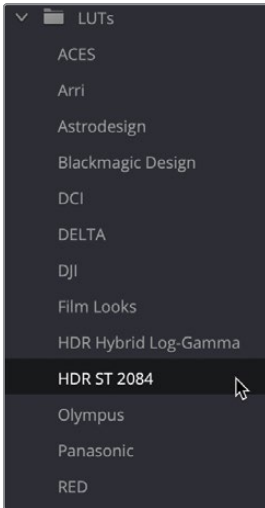 LUTs
ACES
Arri
Astrodesign
Blackmagic Design
DCI
DELTA
DJI
Film Looks
HDR Hybrid Log-Gamma
HDR ST 2084
Olympus
Panasonic
RED